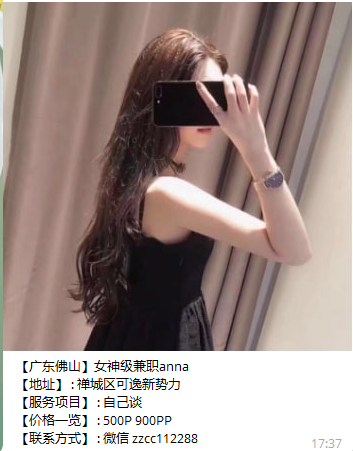 【广东佛山】女神级兼职anna
【地址】：禅城区可逸新势力
【服务项目】：自己谈
【价格一览】：500P 900PP
【联系方式】：微信 zzcc112288
17:37